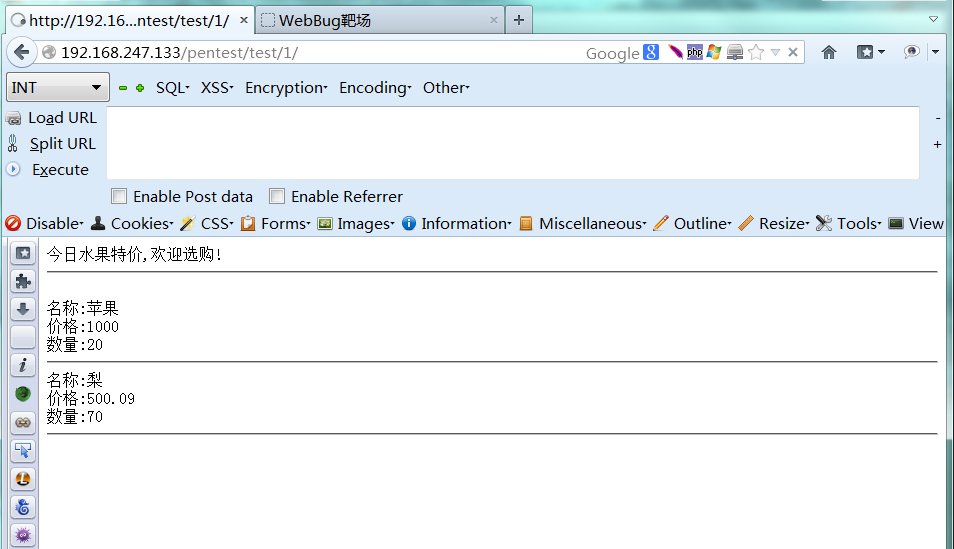 http://192.16...ntest/test/1/ × WebBug靶场 × +
192.168.247.133/pentest/test/1/ Google 8 php
INT SQL XSS Encryption Encoding Other
Load URL -
Split URL +
Execute
Enable Post data Enable Referrer
Disable Cookies CSS Forms Images Information Miscellaneous Outline Resize Tools View
今日水果特价,欢迎选购!
名称:苹果
价格:1000
数量:20
名称:梨
价格:500.09
数量:70